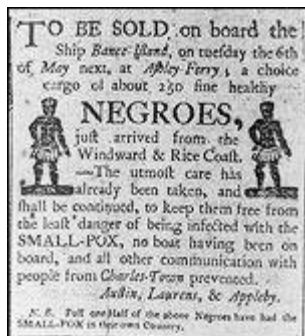 TO BE SOLD, on board the
Ship Bance-Island, on tuesday the 6th
of May next, at Ashley-Ferry; a choice
cargo of about 250 fine healthy
NEGROES,
just arrived from the
Windward & Rice Coast.
—The utmost care has
already been taken, and
shall be continued, to keep them free from
the least danger of being infected with the
SMALL-POX, no boat having been on
board, and all other communication with
people from Charles-Town prevented.
Austin, Laurens, & Appleby.
N. B. Full one Half of the above Negroes have had the
SMALL-POX in their own Country.